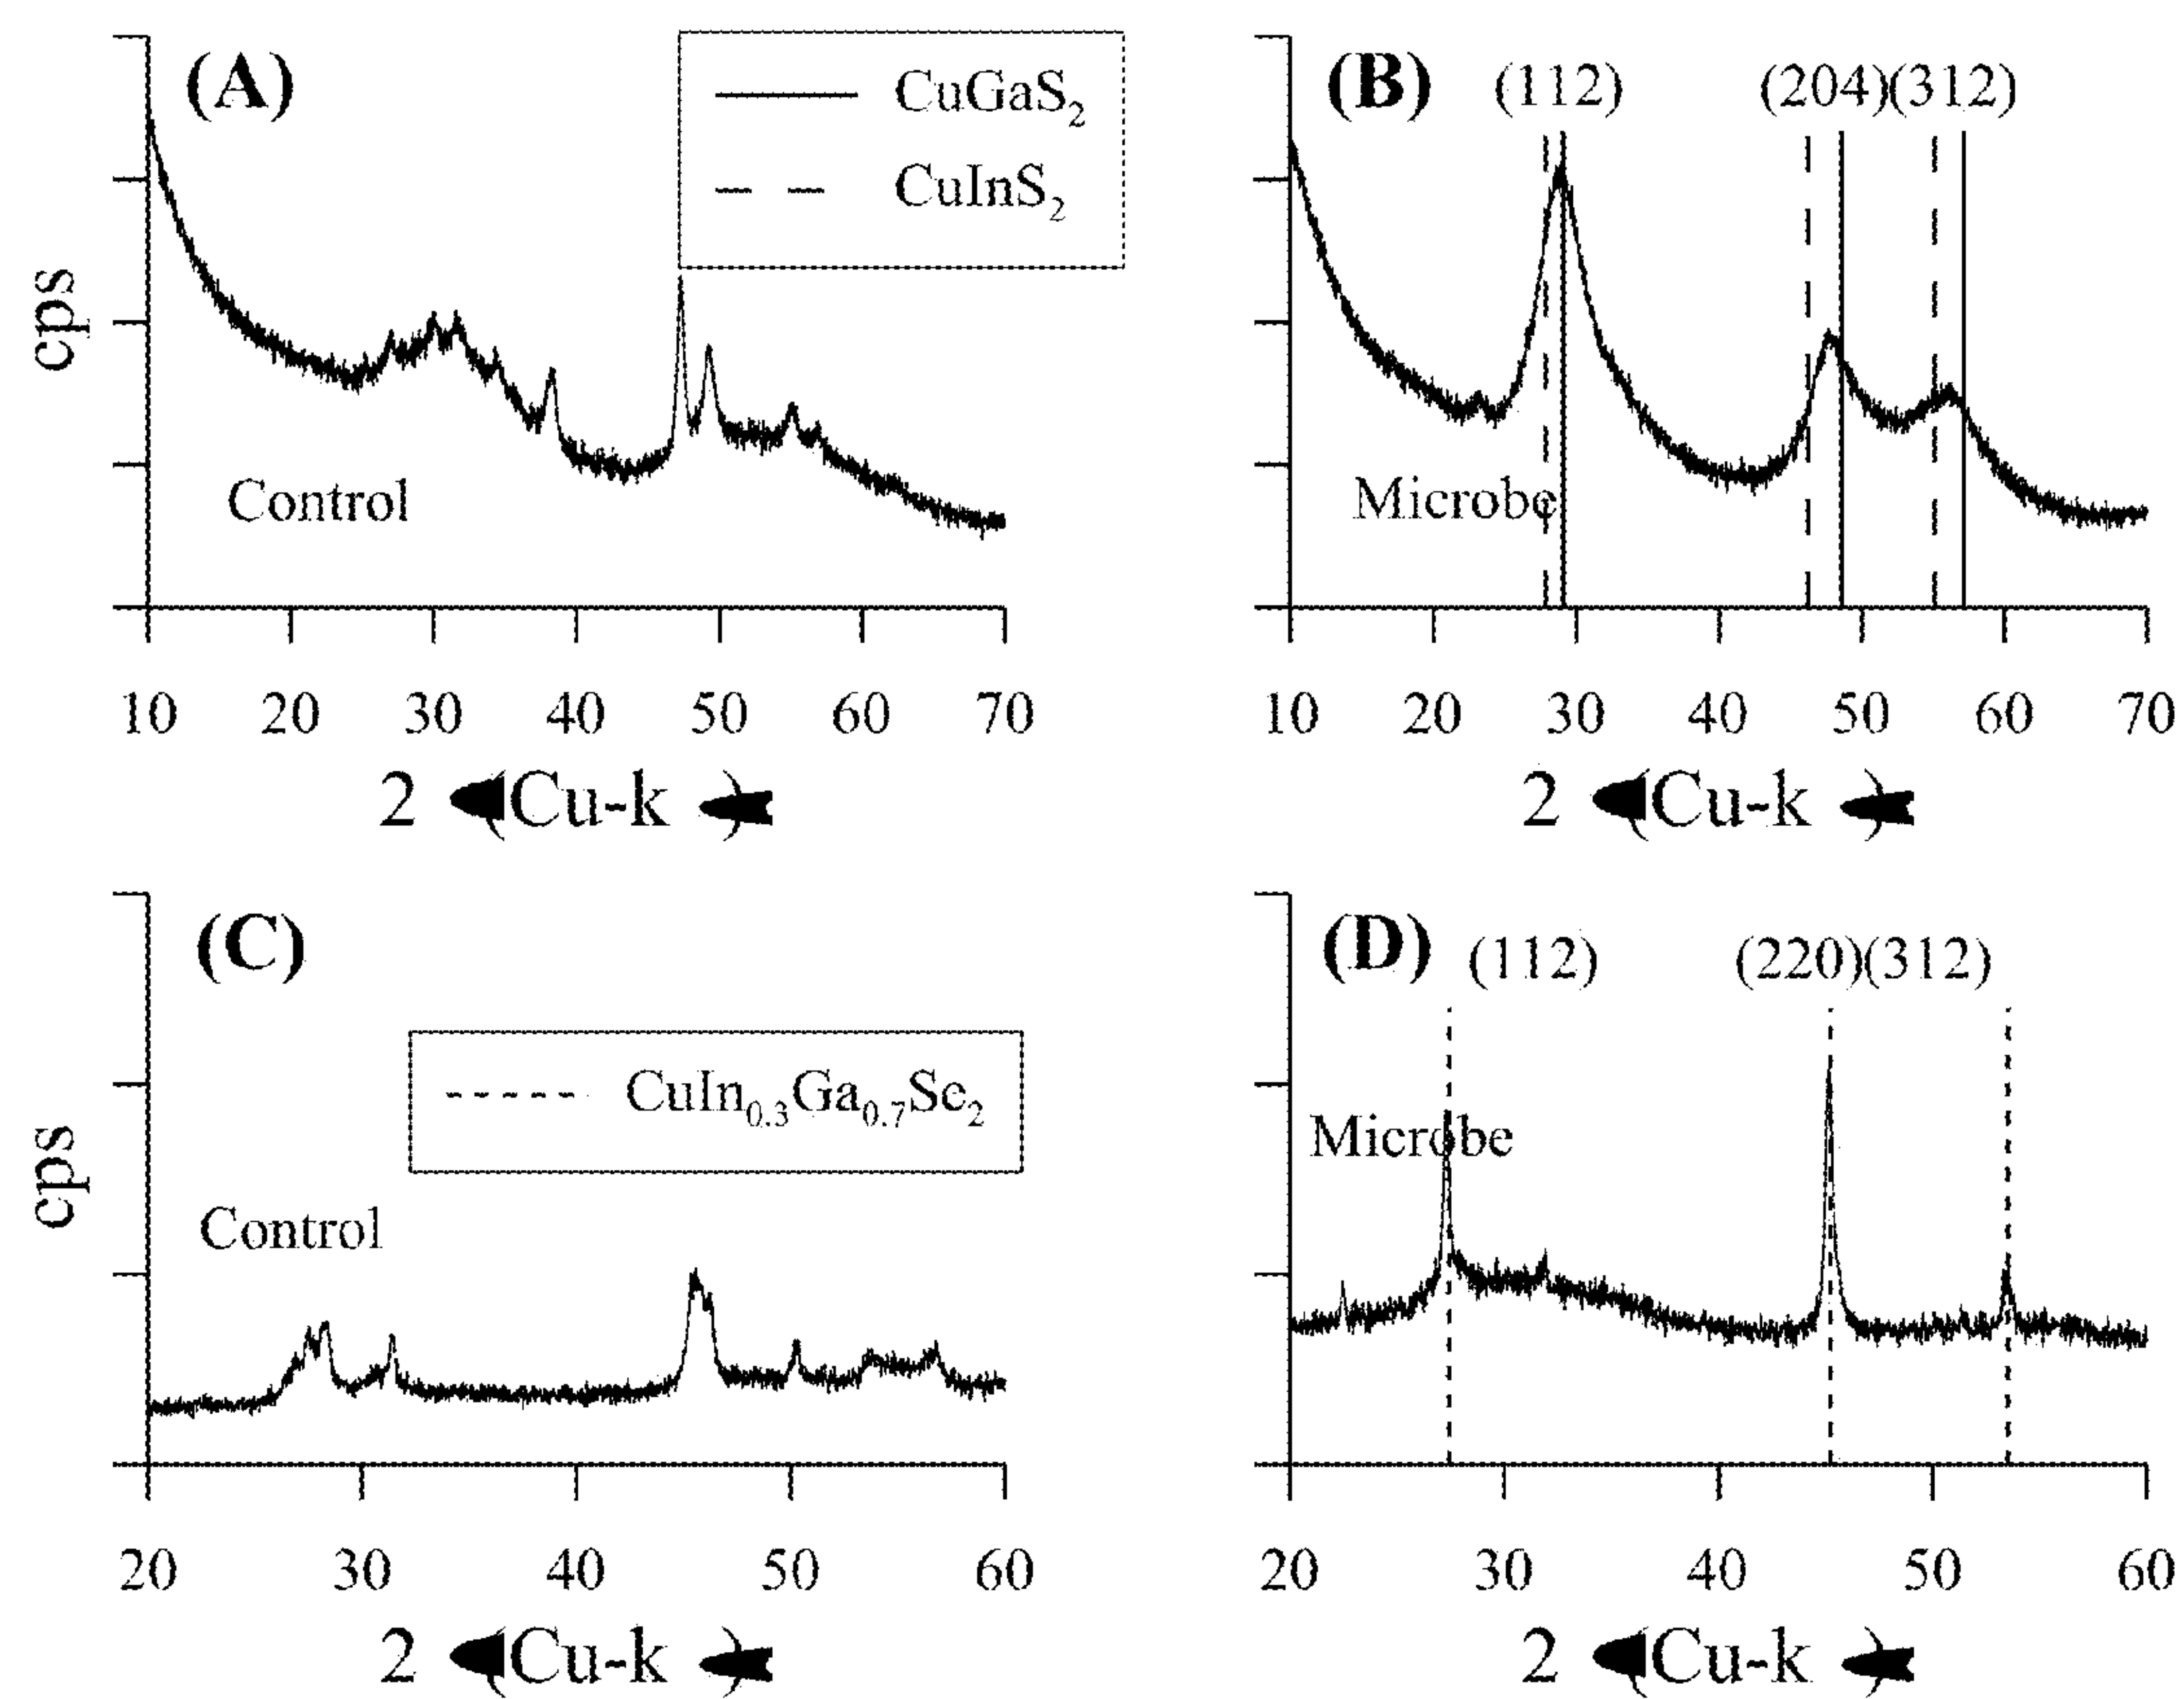 (A)
CuGaS2
CuInS2
cps
Control
10 20 30 40 50 60 70
2 (Cu-k )
(B) (112) (204)(312)
Microbe
10 20 30 40 50 60 70
2 (Cu-k )
(C)
CuIn0.3Ga0.7Se2
cps
Control
20 30 40 50 60
2 (Cu-k )
(D) (112) (220)(312)
Microbe
20 30 40 50 60
2 (Cu-k )